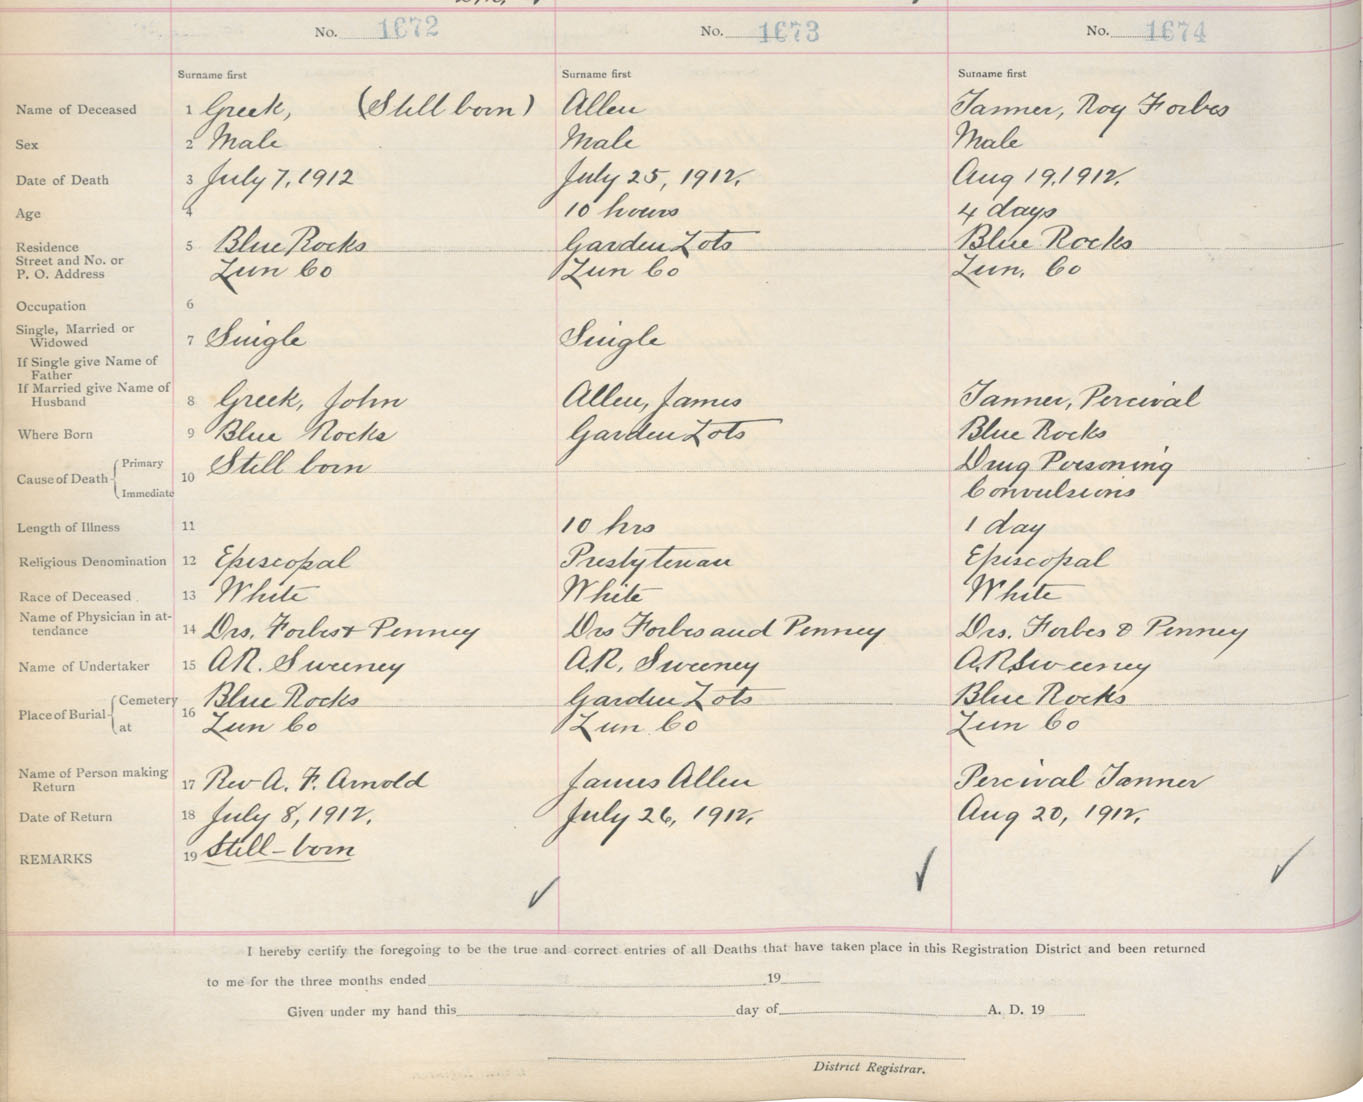 No. 1672 No. 1673 No. 1674
Surname first Surname first Surname first
Name of Deceased 1 Greek, (Still born) Allen Tanner, Roy Forbes
Sex 2 Male Male Male
Date of Death 3 July 7, 1912 July 25, 1912. Aug 19, 1912.
Age 4 10 hours 4 days
Residence 5 Blue Rocks Garden Lots Blue Rocks
Street and No. or
P. O. Address Lun Co Lun Co Lun. Co
Occupation 6
Single, Married or
Widowed 7 Single Single
If Single give Name of
Father
If Married give Name of
Husband 8 Greek, John Allen, James Tanner, Percival
Where Born 9 Blue Rocks Garden Lots Blue Rocks
Cause of Death Primary 10 Still born Drug Poisoning
Immediate Convulsions
Length of Illness 11 10 hrs 1 day
Religious Denomination 12 Episcopal Presbyterian Episcopal
Race of Deceased 13 White White White
Name of Physician in at-
tendance 14 Drs. Forbes & Penney Drs Forbes and Penney Drs. Forbes & Penney
Name of Undertaker 15 A.R. Sweeney A.R. Sweeney A.R. Sweeney
Place of Burial Cemetery 16 Blue Rocks Garden Lots Blue Rocks
at Lun Co Lun Co Lun Co
Name of Person making
Return 17 Rev A. F. Arnold James Allen Percival Tanner
Date of Return 18 July 8, 1912. July 26, 1912. Aug 20, 1912.
REMARKS 19 Still-born
I hereby certify the foregoing to be the true and correct entries of all Deaths that have taken place in this Registration District and been returned
to me for the three months ended 19
Given under my hand this day of A. D. 19
District Registrar.